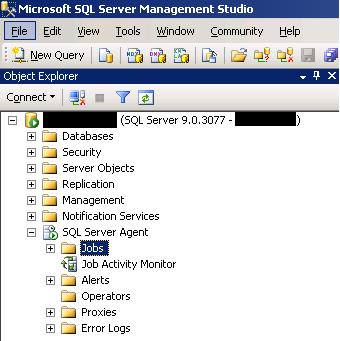 Microsoft SQL Server Management Studio
File Edit View Tools Window Community Help
New Query
Object Explorer
Connect
(SQL Server 9.0.3077 - )
Databases
Security
Server Objects
Replication
Management
Notification Services
SQL Server Agent
Jobs
Job Activity Monitor
Alerts
Operators
Proxies
Error Logs